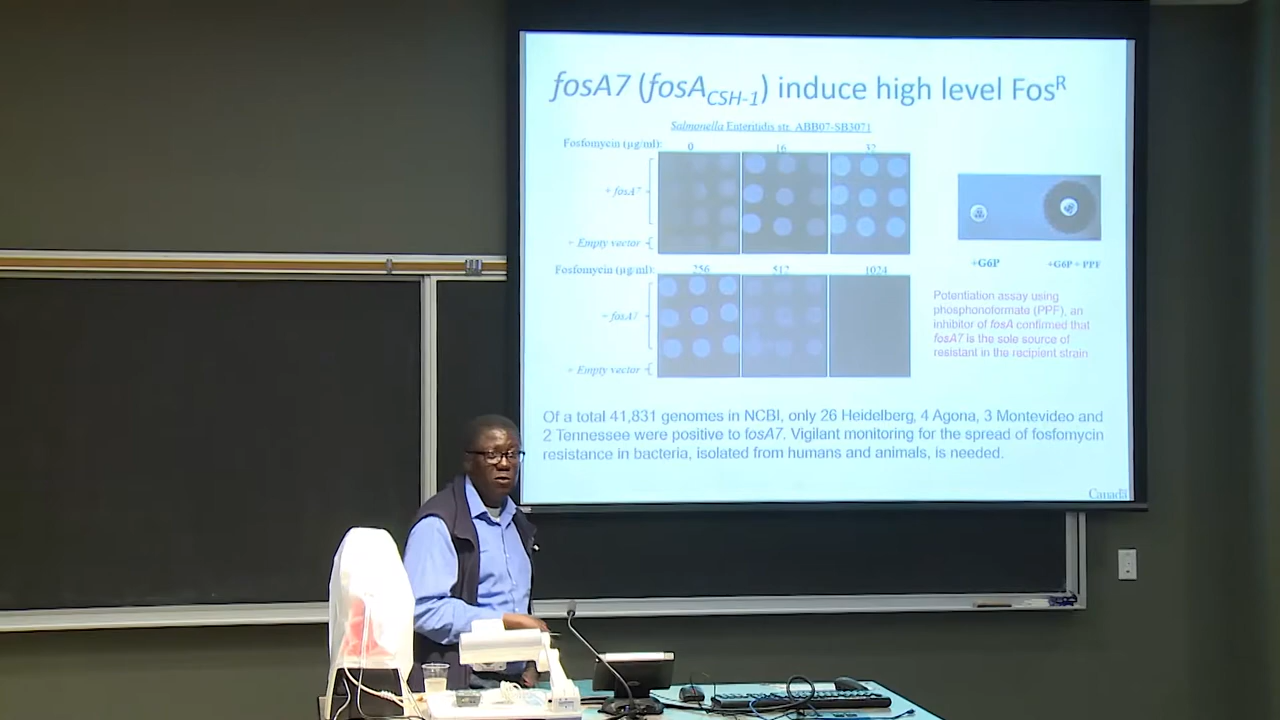 fosA7 (fosACSH-1) induce high level FosR
Salmonella Enteritidis str. ABB07-SB3071
Fosfomycin (µg/ml): 0 16 32
+ fosA7
+ Empty vector
Fosfomycin (µg/ml): 256 512 1024
+ fosA7
+ Empty vector
+G6P +G6P + PPF
Potentiation assay using
phosphonoformate (PPF), an
inhibitor of fosA confirmed that
fosA7 is the sole source of
resistant in the recipient strain
Of a total 41,831 genomes in NCBI, only 26 Heidelberg, 4 Agona, 3 Montevideo and
2 Tennessee were positive to fosA7. Vigilant monitoring for the spread of fosfomycin
resistance in bacteria, isolated from humans and animals, is needed.
Canada